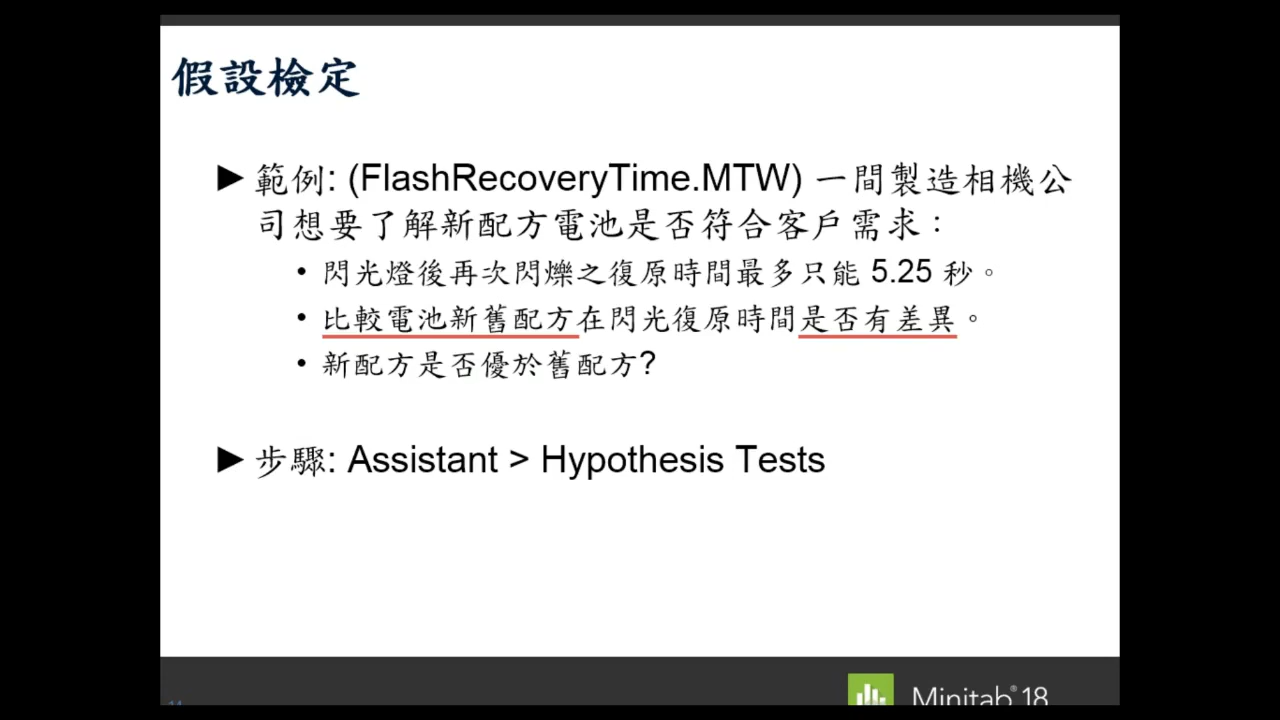 假設檢定
►範例: (FlashRecoveryTime.MTW) 一間製造相機公
司想要了解新配方電池是否符合客戶需求：
• 閃光燈後再次閃爍之復原時間最多只能 5.25 秒。
• 比較電池新舊配方在閃光復原時間是否有差異。
• 新配方是否優於舊配方?
►步驟: Assistant > Hypothesis Tests
Minitab® 18